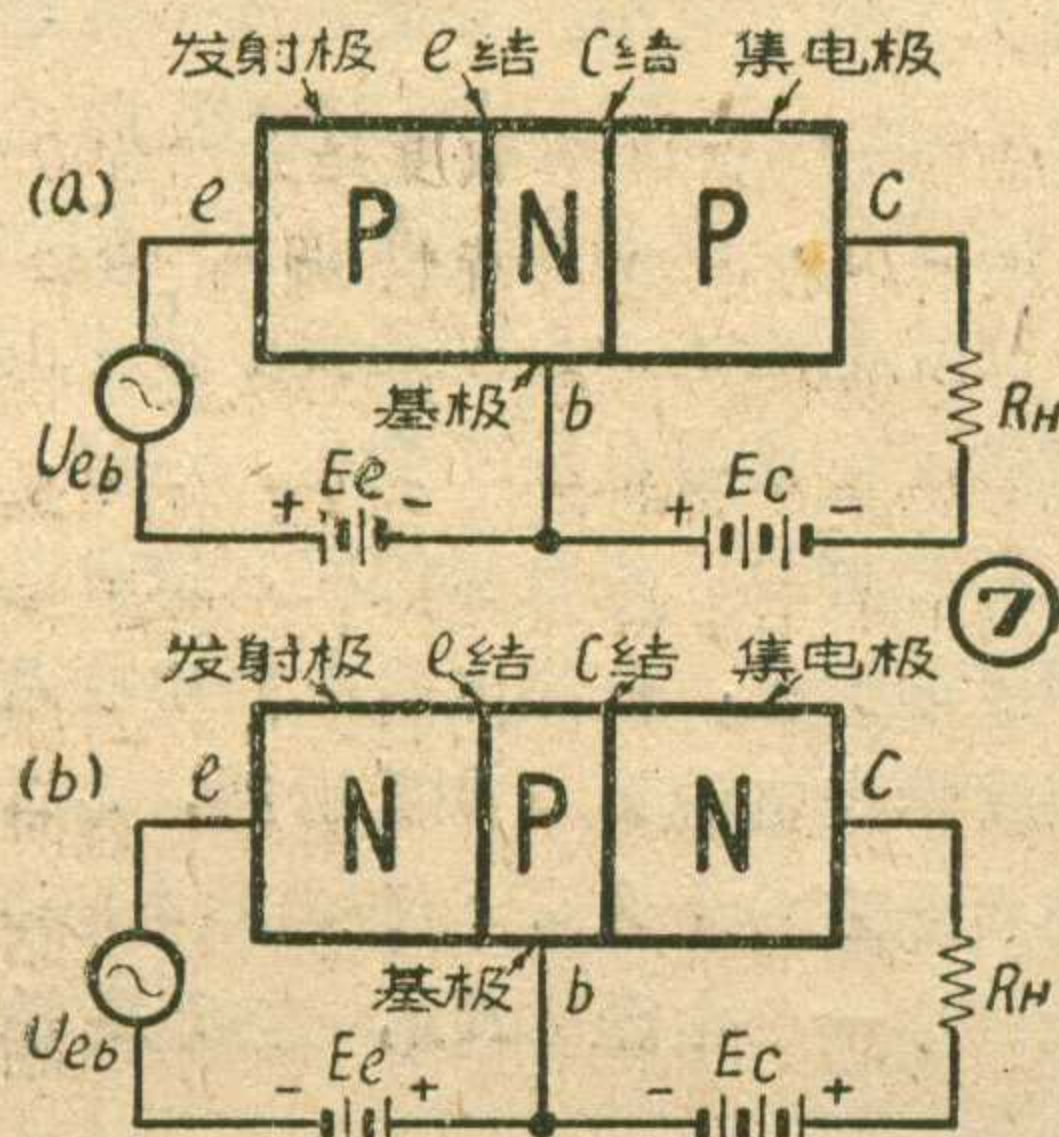 发射极 e结 C结 集电极
(a) e P N P C
基极 b
Ueb RH
+ Ee - + Ec -
7
发射极 e结 C结 集电极
(b) e N P N C
基极 b RH
Ueb
- Ee + - Ec +